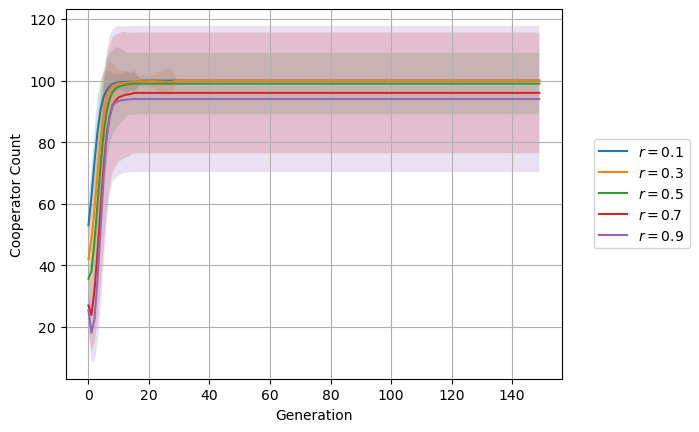 120
100
80
60
40
20
Cooperator Count
0 20 40 60 80 100 120 140
Generation
r = 0.1
r = 0.3
r = 0.5
r = 0.7
r = 0.9